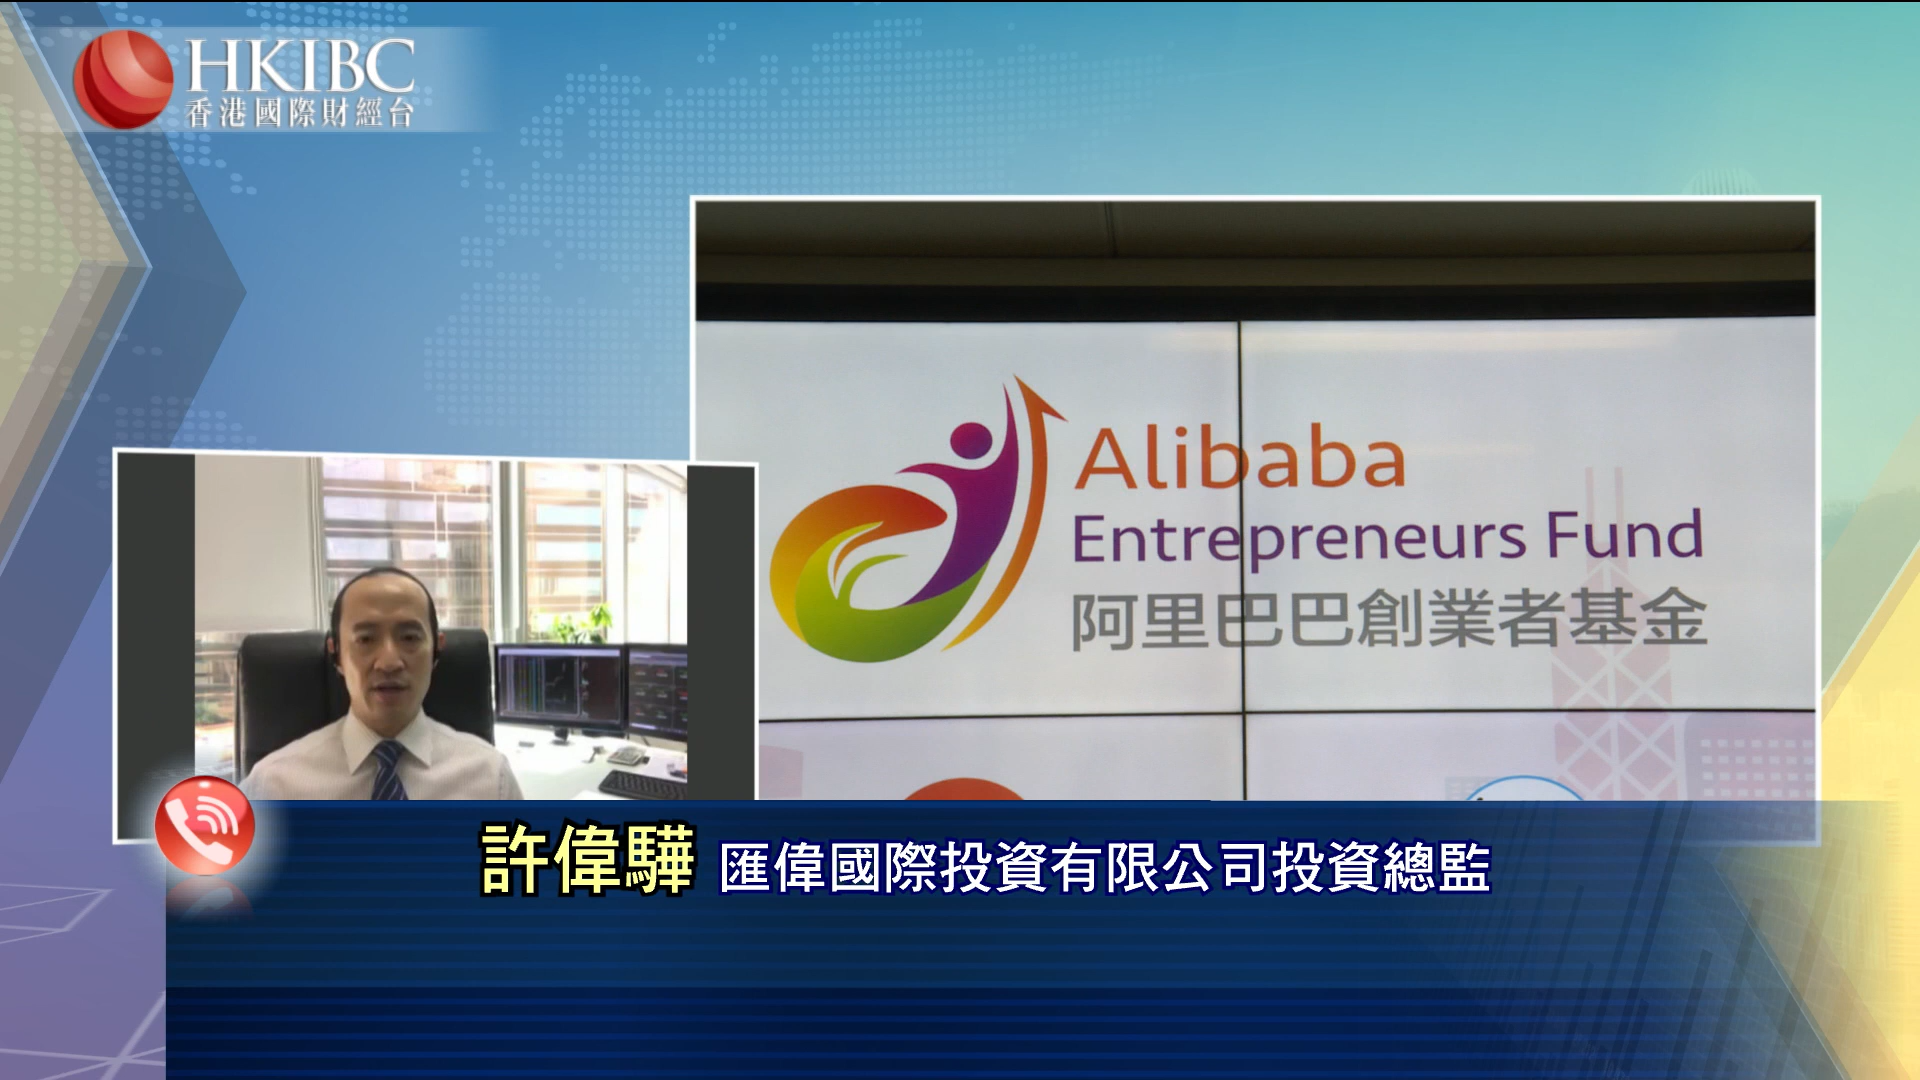 HKIBC
香港國際財經台
Alibaba
Entrepreneurs Fund
阿里巴巴創業者基金
許偉驊 匯偉國際投資有限公司投資總監